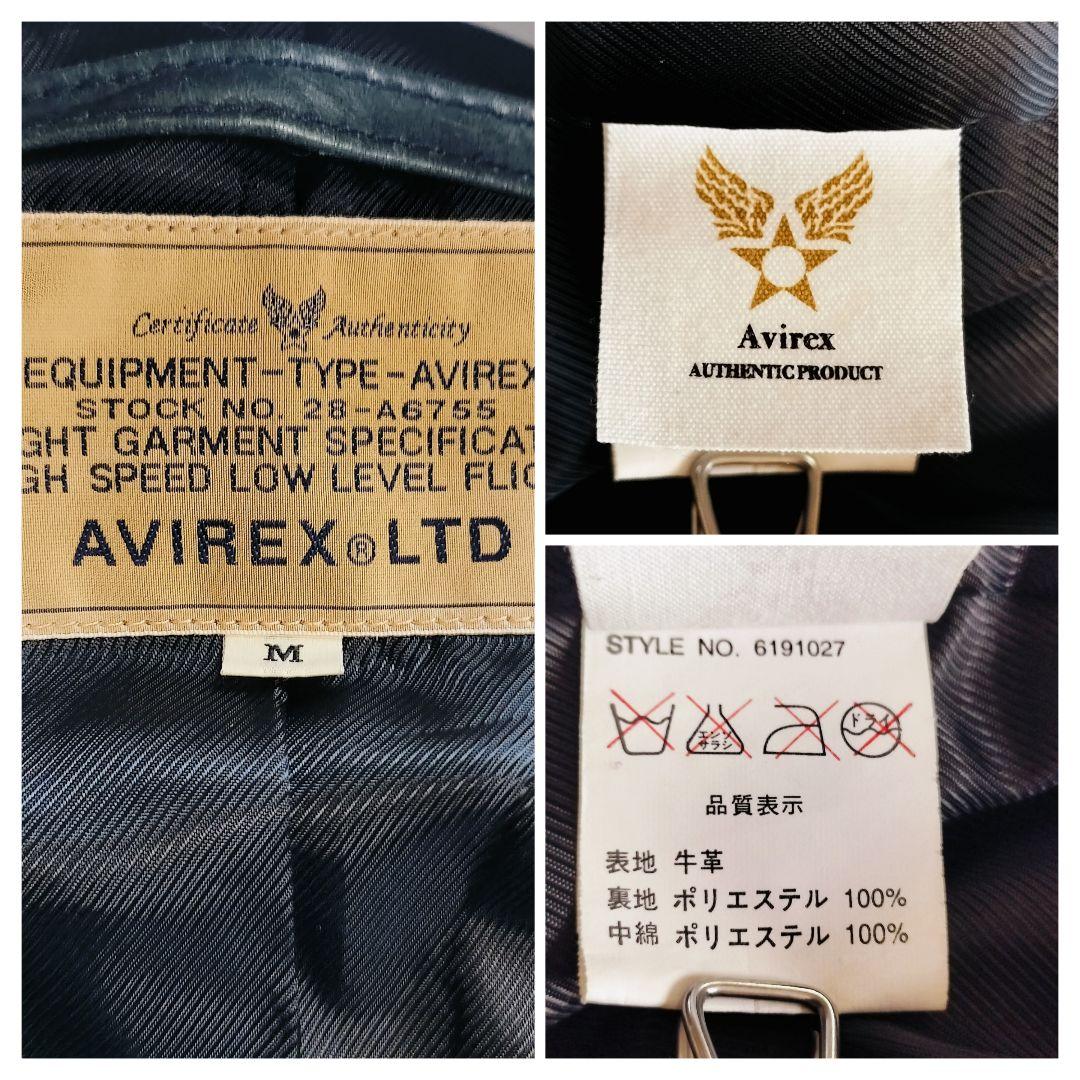 Certificate Authenticity
EQUIPMENT-TYPE-AVIREX
STOCK NO. 28-A6755
GHT GARMENT SPECIFICAT
GH SPEED LOW LEVEL FLIG
AVIREX®LTD
M
Avirex
AUTHENTIC PRODUCT
STYLE NO. 6191027
エンソ
サラシ
ドライ
品質表示
表地 牛革
裏地 ポリエステル 100%
中綿 ポリエステル 100%